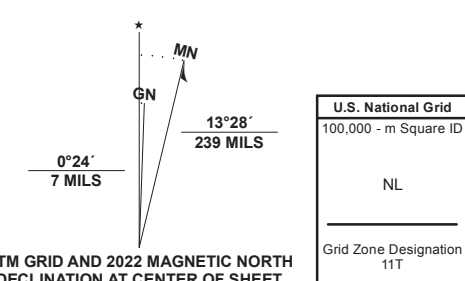 MN
GN
13°28´
239 MILS
0°24´
7 MILS
TM GRID AND 2022 MAGNETIC NORTH
DECLINATION AT CENTER OF SHEET
U.S. National Grid
100,000 - m Square ID
NL
Grid Zone Designation
11T